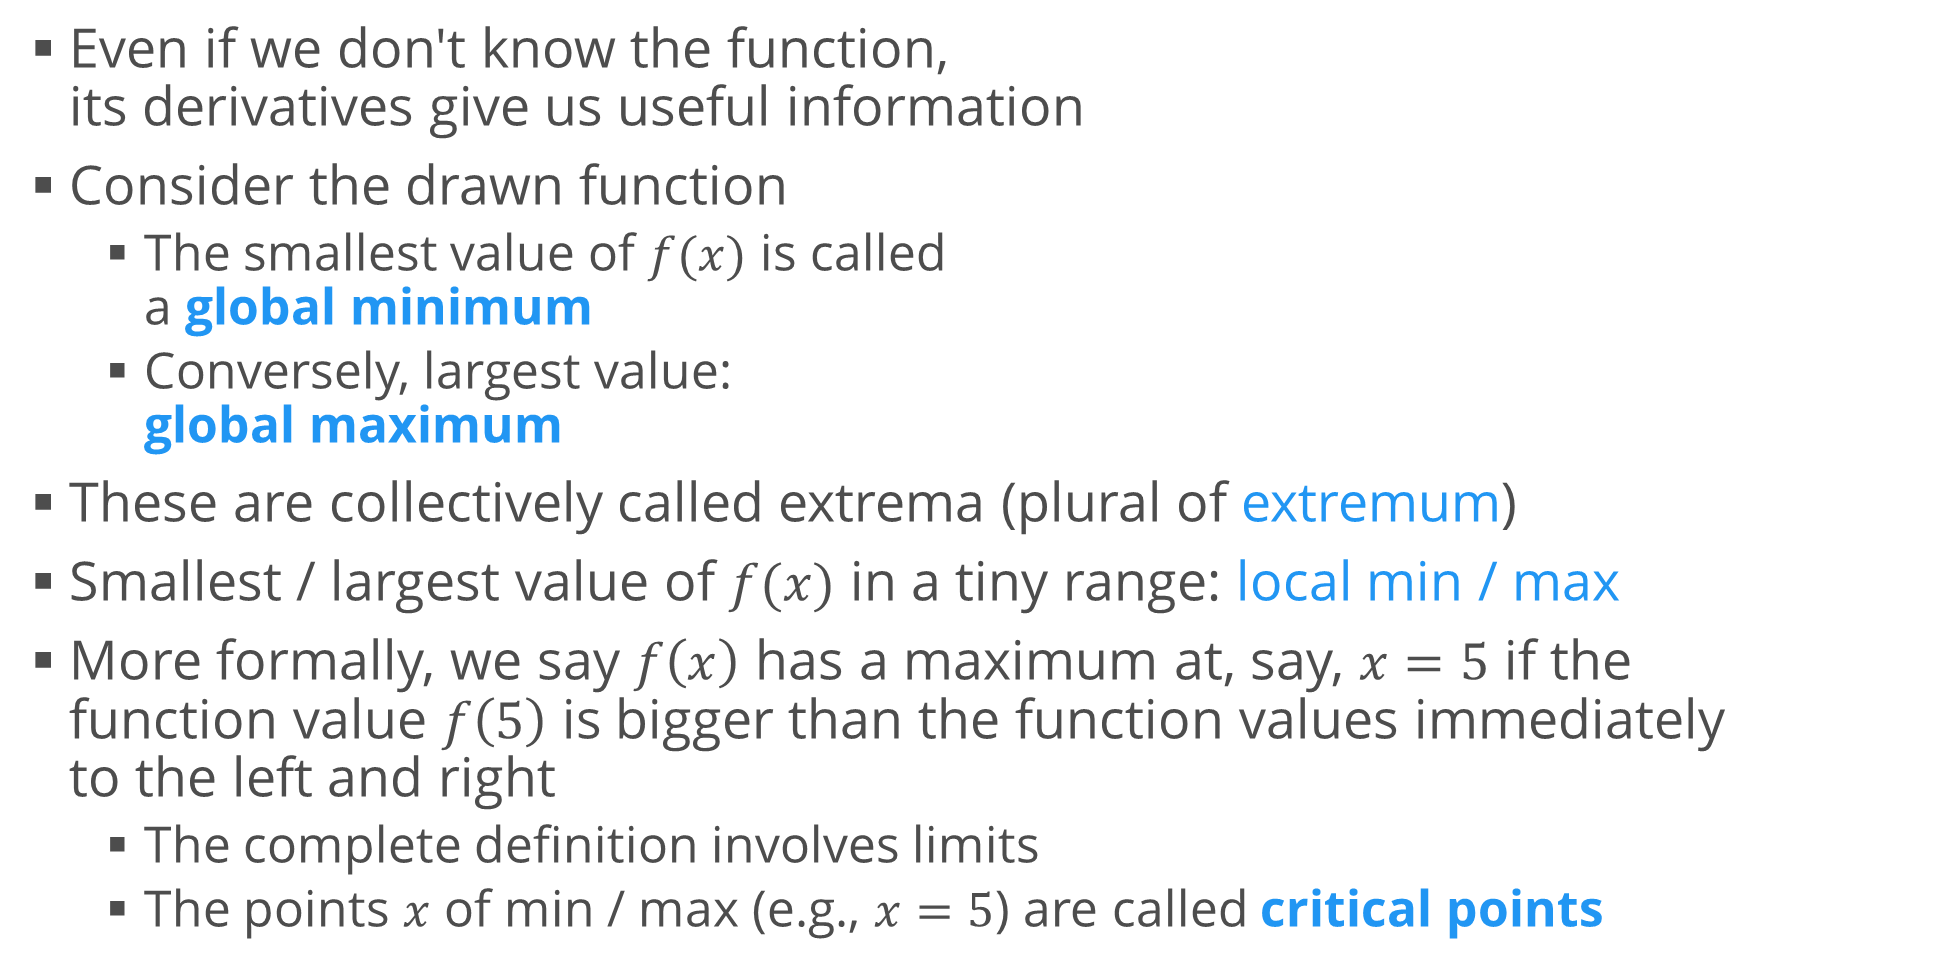 ▪ Even if we don't know the function,
its derivatives give us useful information
▪ Consider the drawn function
▪ The smallest value of f(x) is called
a global minimum
▪ Conversely, largest value:
global maximum
▪ These are collectively called extrema (plural of extremum)
▪ Smallest / largest value of f(x) in a tiny range: local min / max
▪ More formally, we say f(x) has a maximum at, say, x = 5 if the
function value f(5) is bigger than the function values immediately
to the left and right
▪ The complete definition involves limits
▪ The points x of min / max (e.g., x = 5) are called critical points